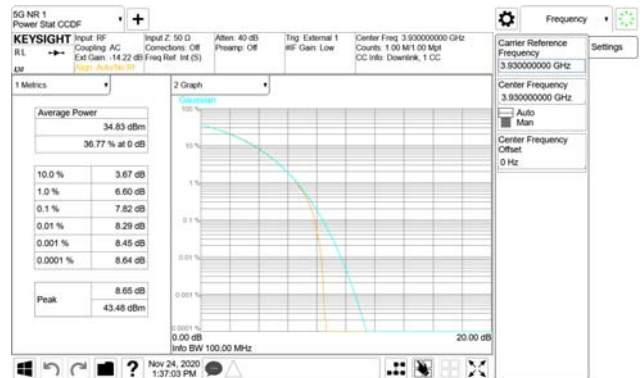 5G NR 1
Power Stat CCDF
Frequency
KEYSIGHT
RL
Input: RF
Coupling: AC
Ext Gain: -14.22 dB
Align: Auto/No RF
Input Z: 50 Ω
Corrections: Off
Freq Ref: Int (S)
Atten: 40 dB
Preamp: Off
Trig: External 1
#IF Gain: Low
Center Freq: 3.930000000 GHz
Counts: 1.00 M/1.00 Mpt
CC Info: Downlink, 1 CC
Carrier Reference
Frequency
3.930000000 GHz
Settings
Center Frequency
3.930000000 GHz
Auto
Man
Center Frequency
Offset
0 Hz
1 Metrics
Average Power
34.83 dBm
36.77 % at 0 dB
10.0 % 3.67 dB
1.0 % 6.60 dB
0.1 % 7.82 dB
0.01 % 8.29 dB
0.001 % 8.45 dB
0.0001 % 8.64 dB
Peak
8.65 dB
43.48 dBm
2 Graph
Gaussian
100 %
10 %
1 %
0.1 %
0.01 %
0.001 %
0.0001 %
0.00 dB
20.00 dB
Info BW 100.00 MHz
Nov 24, 2020
1:37:03 PM